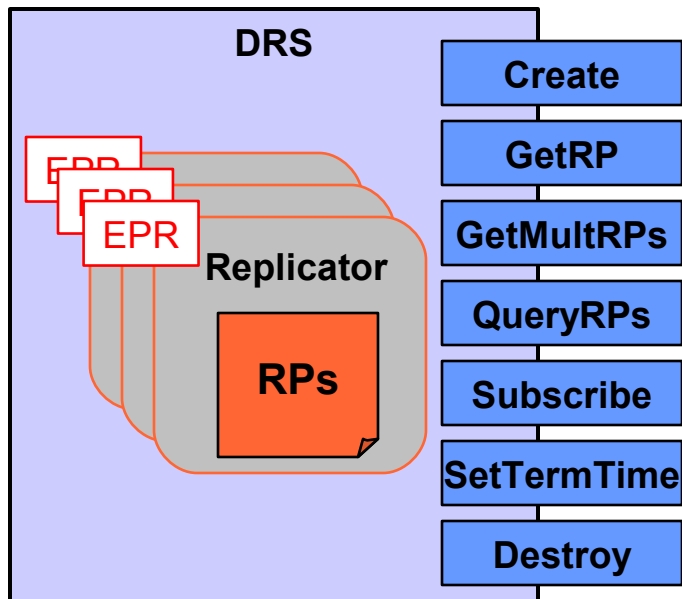 DRS
Create
GetRP
GetMultRPs
QueryRPs
Subscribe
SetTermTime
Destroy
EPR
EPR
EPR
Replicator
RPs